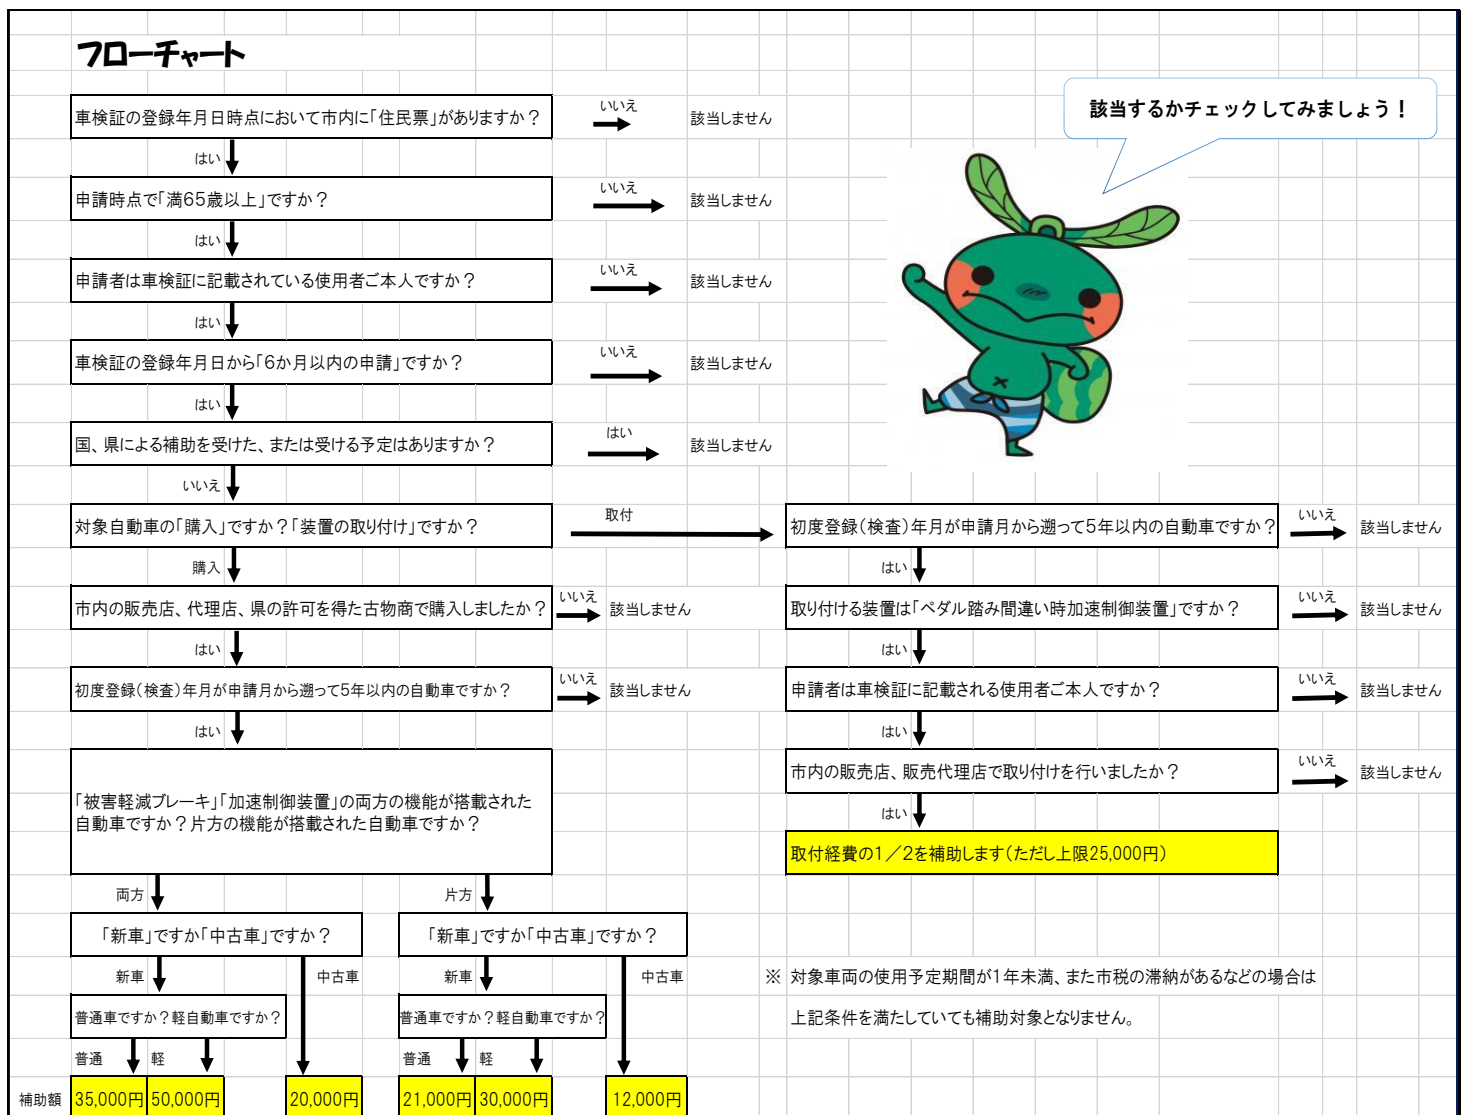 フローチャート
該当するかチェックしてみましょう！
車検証の登録年月日時点において市内に「住民票」がありますか？
いいえ
該当しません
はい
申請時点で「満65歳以上」ですか？
いいえ
該当しません
はい
申請者は車検証に記載されている使用者ご本人ですか？
いいえ
該当しません
はい
車検証の登録年月日から「6か月以内の申請」ですか？
いいえ
該当しません
はい
国、県による補助を受けた、または受ける予定はありますか？
はい
該当しません
いいえ
対象自動車の「購入」ですか？「装置の取り付け」ですか？
取付
購入
市内の販売店、代理店、県の許可を得た古物商で購入しましたか？
いいえ
該当しません
はい
初度登録（検査）年月が申請月から遡って5年以内の自動車ですか？
いいえ
該当しません
はい
「被害軽減ブレーキ」「加速制御装置」の両方の機能が搭載された
自動車ですか？片方の機能が搭載された自動車ですか？
両方
片方
「新車」ですか「中古車」ですか？
「新車」ですか「中古車」ですか？
新車
中古車
新車
中古車
普通車ですか？軽自動車ですか？
普通車ですか？軽自動車ですか？
普通
軽
普通
軽
補助額
35,000円
50,000円
20,000円
21,000円
30,000円
12,000円
初度登録（検査）年月が申請月から遡って5年以内の自動車ですか？
いいえ
該当しません
はい
取り付ける装置は「ペダル踏み間違い時加速制御装置」ですか？
いいえ
該当しません
はい
申請者は車検証に記載される使用者ご本人ですか？
いいえ
該当しません
はい
市内の販売店、販売代理店で取り付けを行いましたか？
いいえ
該当しません
はい
取付経費の1／2を補助します（ただし上限25,000円）
※ 対象車両の使用予定期間が1年未満、また市税の滞納があるなどの場合は
上記条件を満たしていても補助対象となりません。